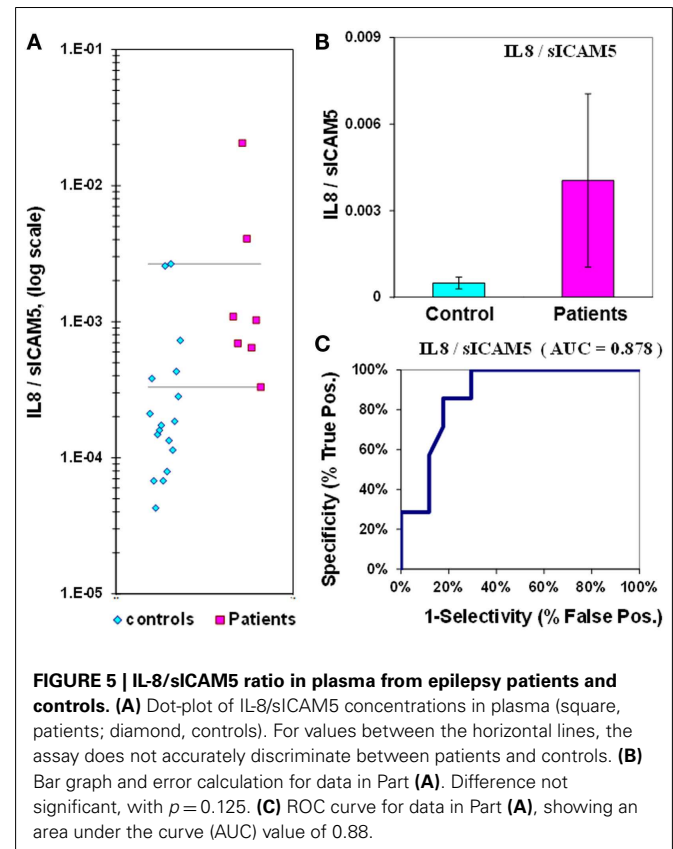 A
1.E-01
1.E-02
1.E-03
1.E-04
1.E-05
IL8 / sICAM5, (log scale)
controls Patients
B
IL8 / sICAM5
0.009
0.006
0.003
0
IL8 / sICAM5
Control Patients
C
IL8 / sICAM5 ( AUC = 0.878 )
100%
80%
60%
40%
20%
0%
Specificity (% True Pos.)
0% 20% 40% 60% 80% 100%
1-Selectivity (% False Pos.)
FIGURE 5 | IL-8/sICAM5 ratio in plasma from epilepsy patients and
controls. (A) Dot-plot of IL-8/sICAM5 concentrations in plasma (square,
patients; diamond, controls). For values between the horizontal lines, the
assay does not accurately discriminate between patients and controls. (B)
Bar graph and error calculation for data in Part (A). Difference not
significant, with p = 0.125. (C) ROC curve for data in Part (A), showing an
area under the curve (AUC) value of 0.88.